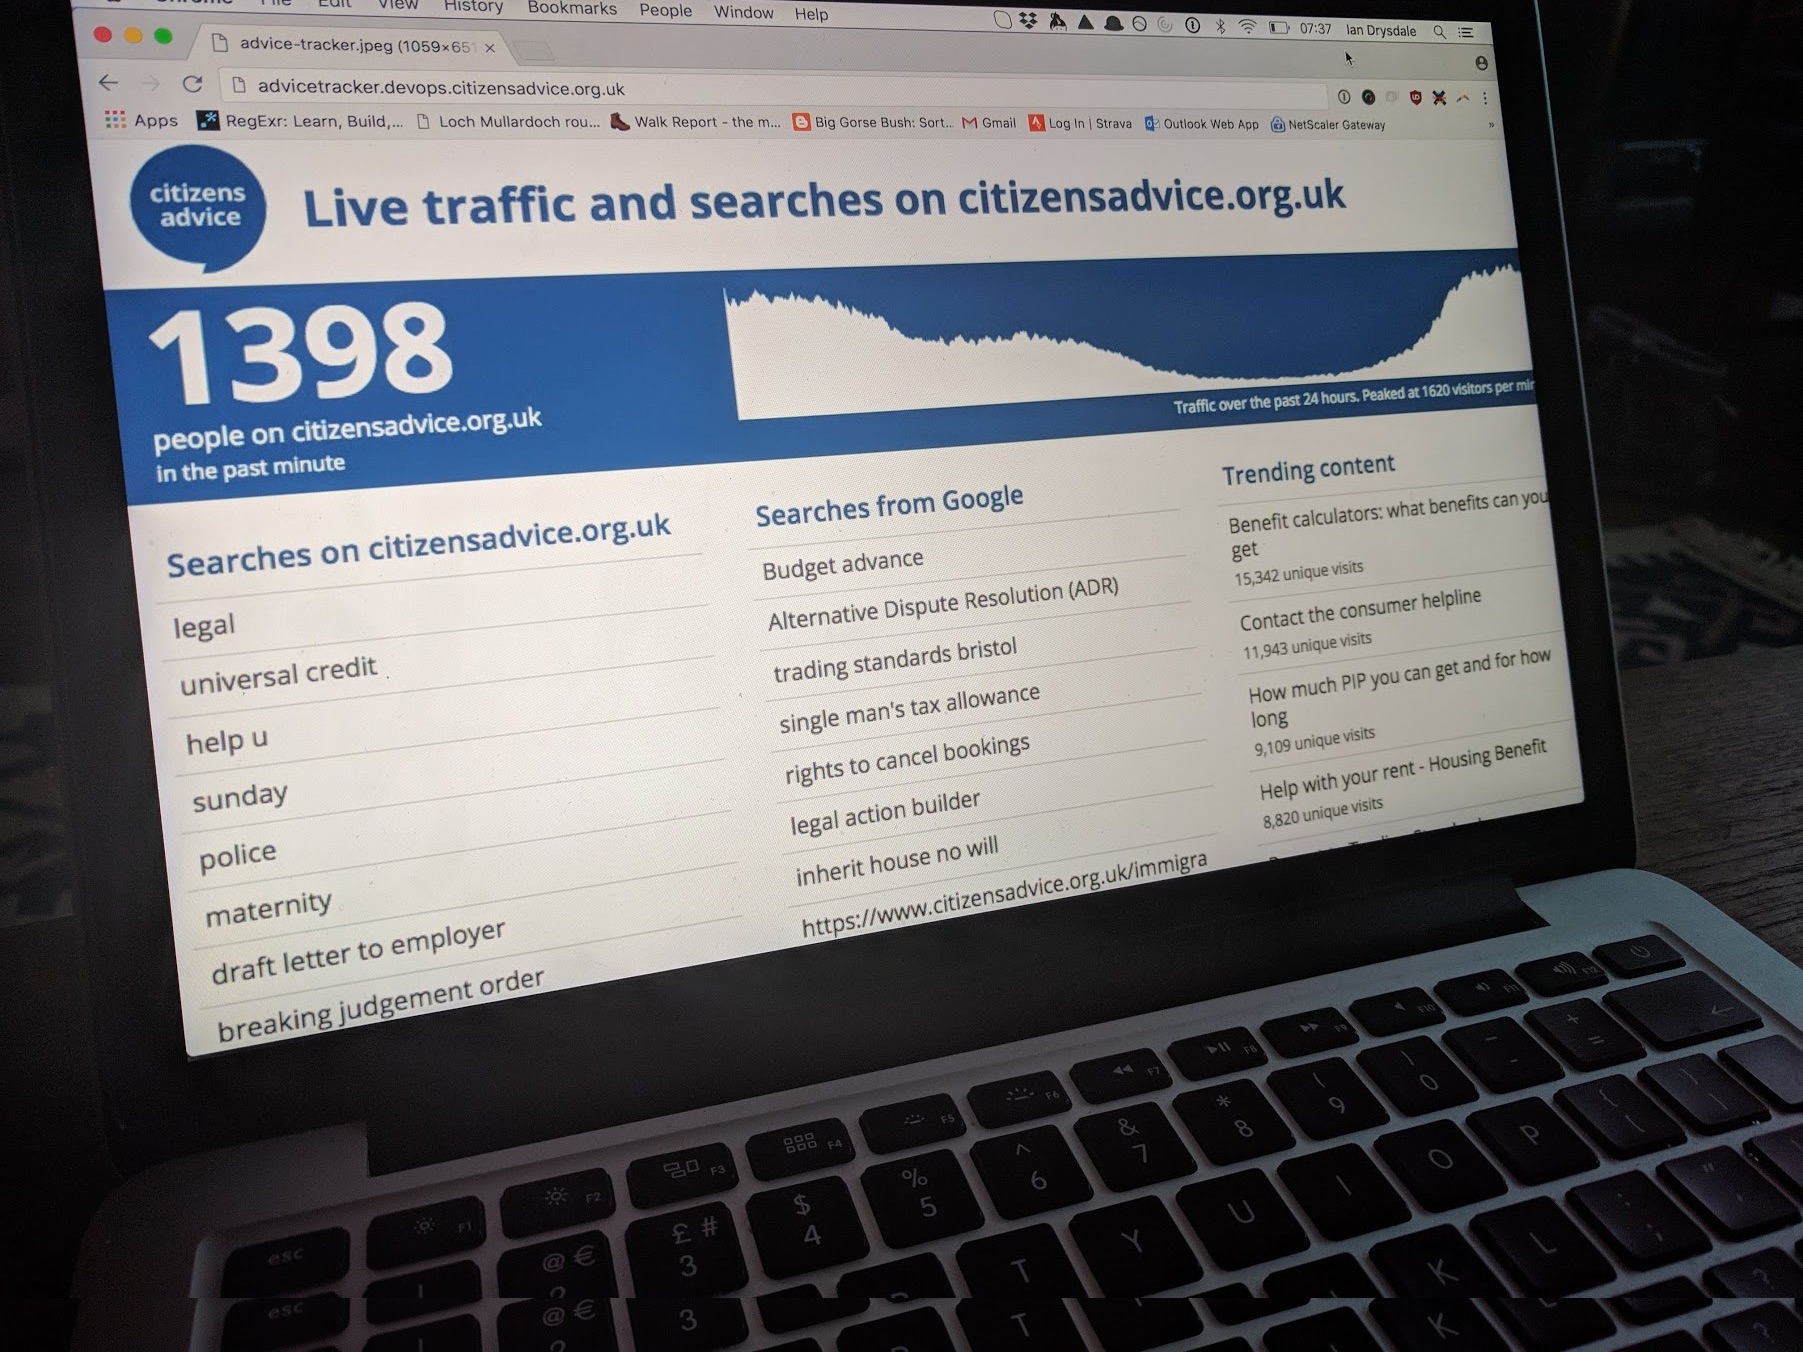 Chrome File Edit View History Bookmarks People Window Help 07:37 Ian Drysdale
advice-tracker.jpeg (1059×651
advicetracker.devops.citizensadvice.org.uk
Apps RegExr: Learn, Build,... Loch Mullardoch rou... Walk Report - the m... Big Gorse Bush: Sort... Gmail Log In | Strava Outlook Web App NetScaler Gateway »
citizens
advice
Live traffic and searches on citizensadvice.org.uk
1398
people on citizensadvice.org.uk
in the past minute
Traffic over the past 24 hours. Peaked at 1620 visitors per min
Searches on citizensadvice.org.uk
legal
universal credit
help u
sunday
police
maternity
draft letter to employer
breaking judgement order
Searches from Google
Budget advance
Alternative Dispute Resolution (ADR)
trading standards bristol
single man's tax allowance
rights to cancel bookings
legal action builder
inherit house no will
https://www.citizensadvice.org.uk/immigra
Trending content
Benefit calculators: what benefits can you
get
15,342 unique visits
Contact the consumer helpline
11,943 unique visits
How much PIP you can get and for how
long
9,109 unique visits
Help with your rent - Housing Benefit
8,820 unique visits
esc F1 F2 F3 F4 F5 F6 F7 F8 F9 F10 F11 F12
@ € £ # 3 $ 4 % 5 ^ 6 & 7 * 8 ( 9 ) 0 - + =
T Y U I O P { [ } ]
K L : ; " '
esc @ € 3 T K